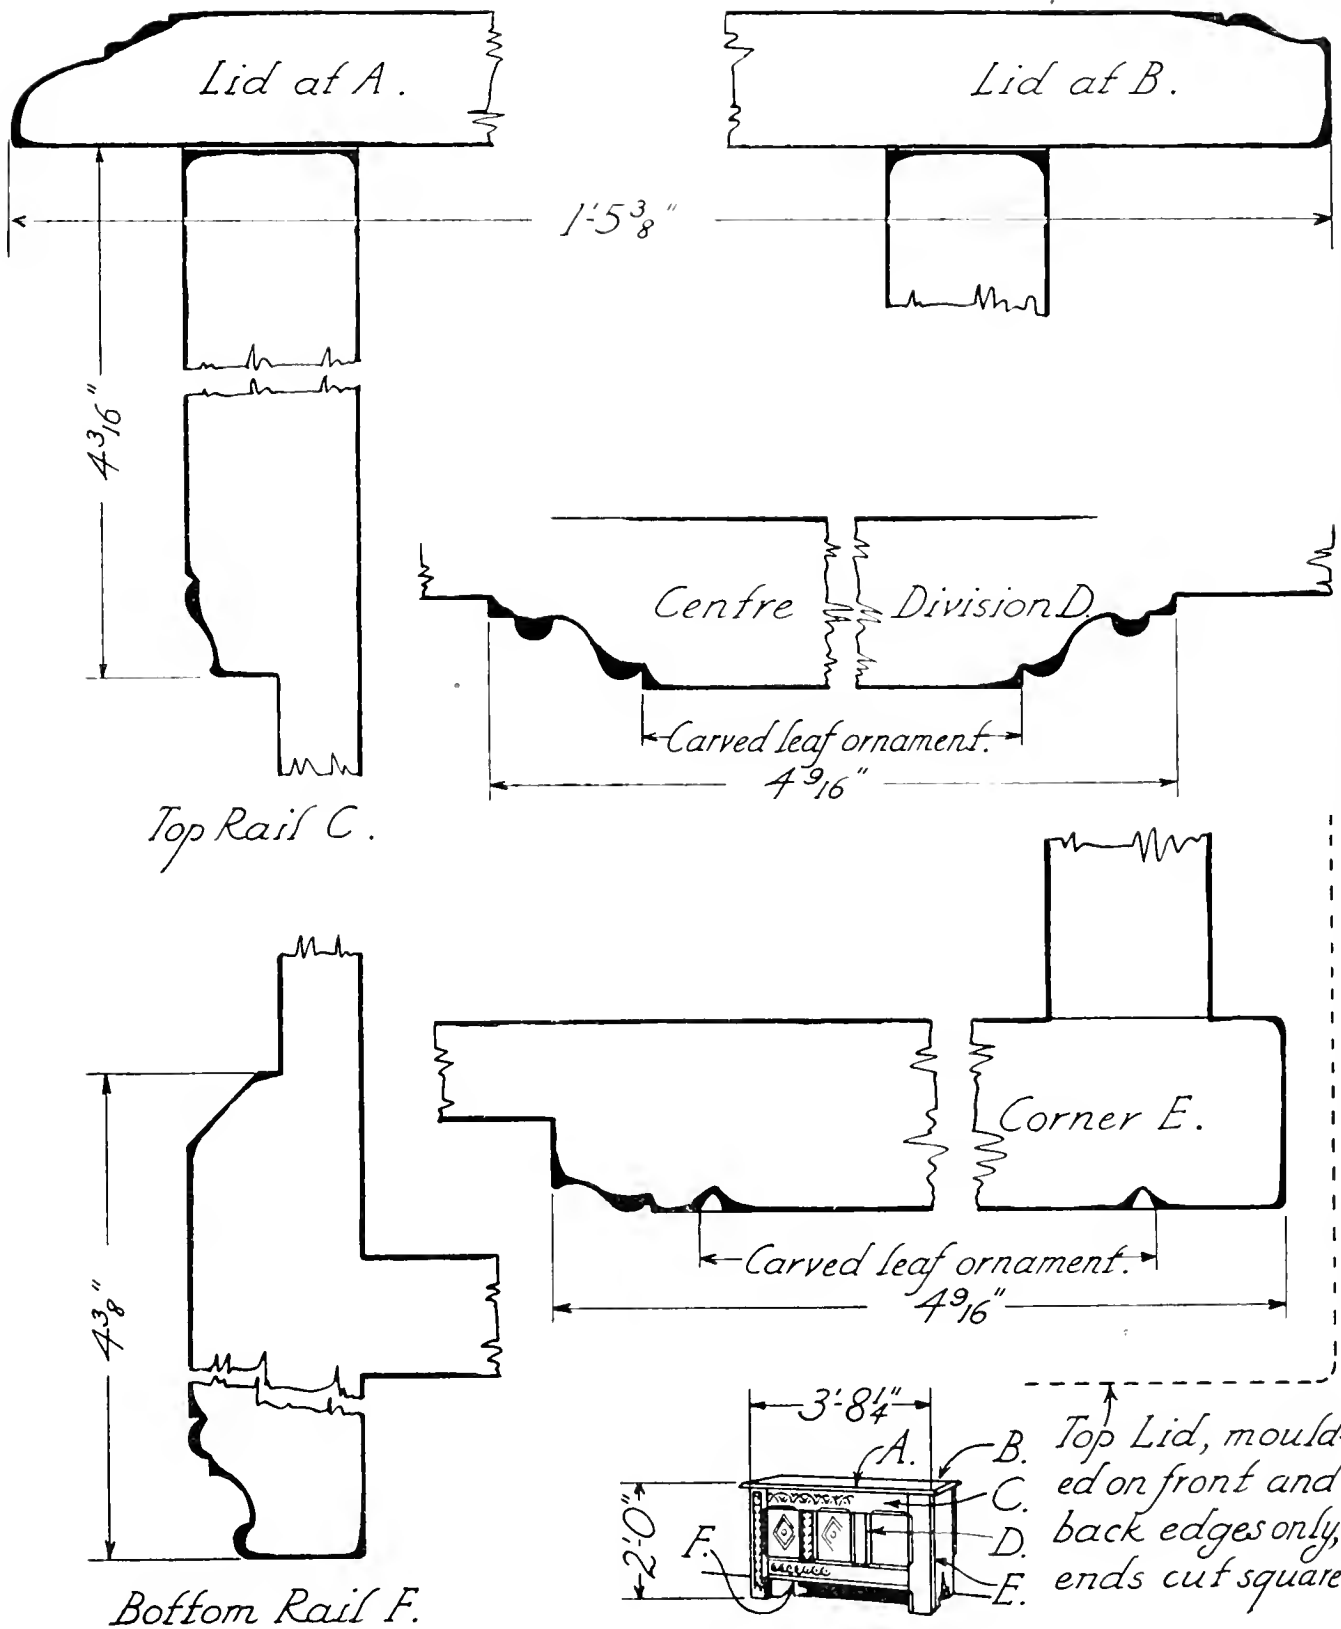 Lid at A.
Lid at B.
1'·5 3/8"
4 3/16"
Centre
Division D.
Carved leaf ornament.
4 9/16"
Top Rail C.
Corner E.
Carved leaf ornament.
4 9/16"
4 3/8"
Bottom Rail F.
3'·8 1/4"
2'·0"
A.
B.
C.
D.
E.
F.
Top Lid, mould-
ed on front and
back edges only,
ends cut square